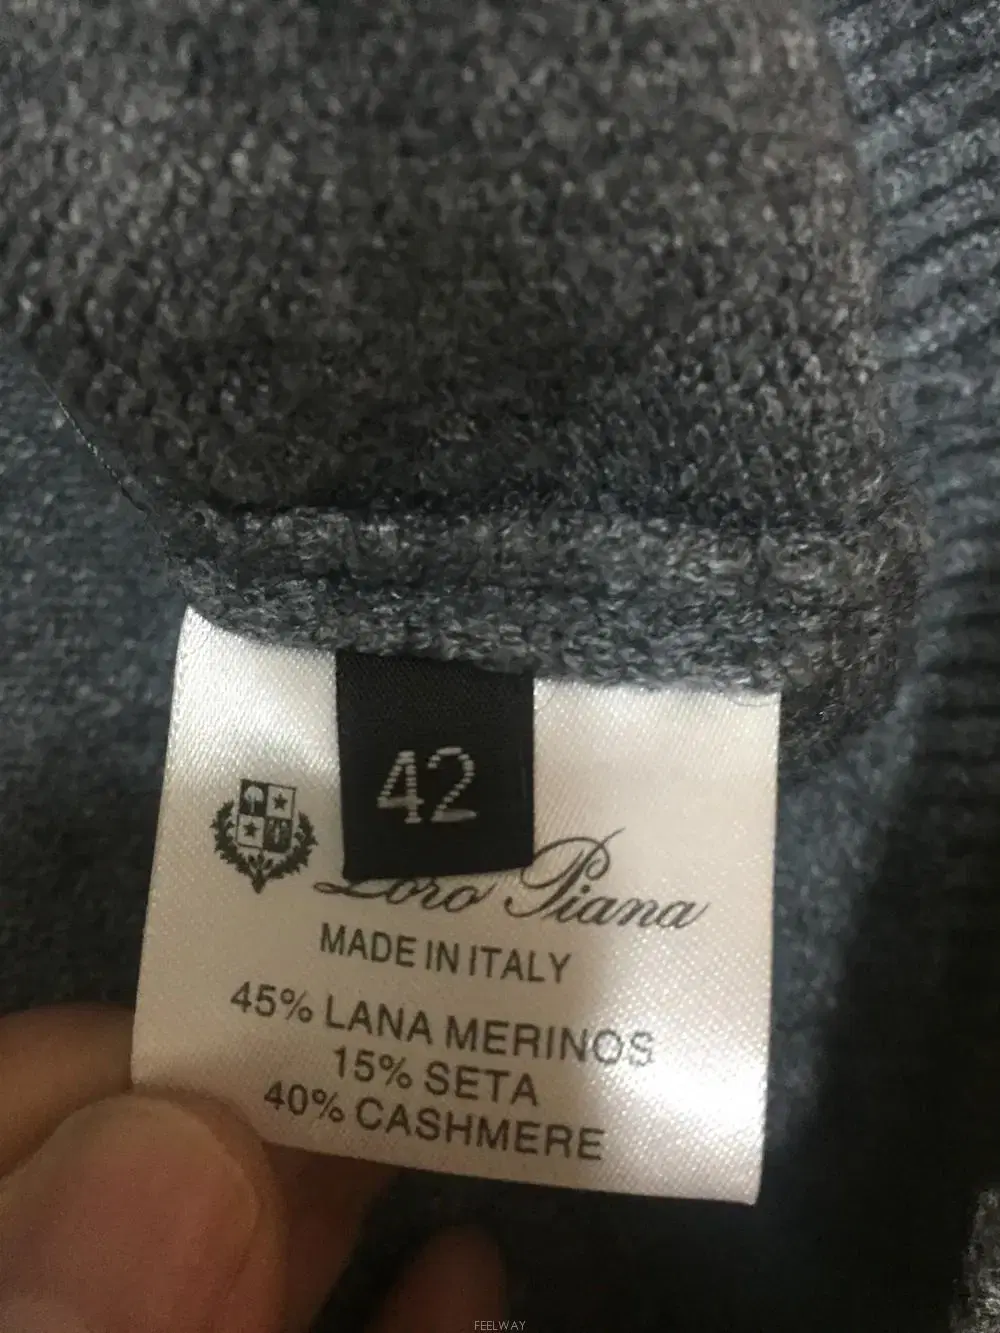 42
Loro Piana
MADE IN ITALY
45% LANA MERINOS
15% SETA
40% CASHMERE
FEELWAY